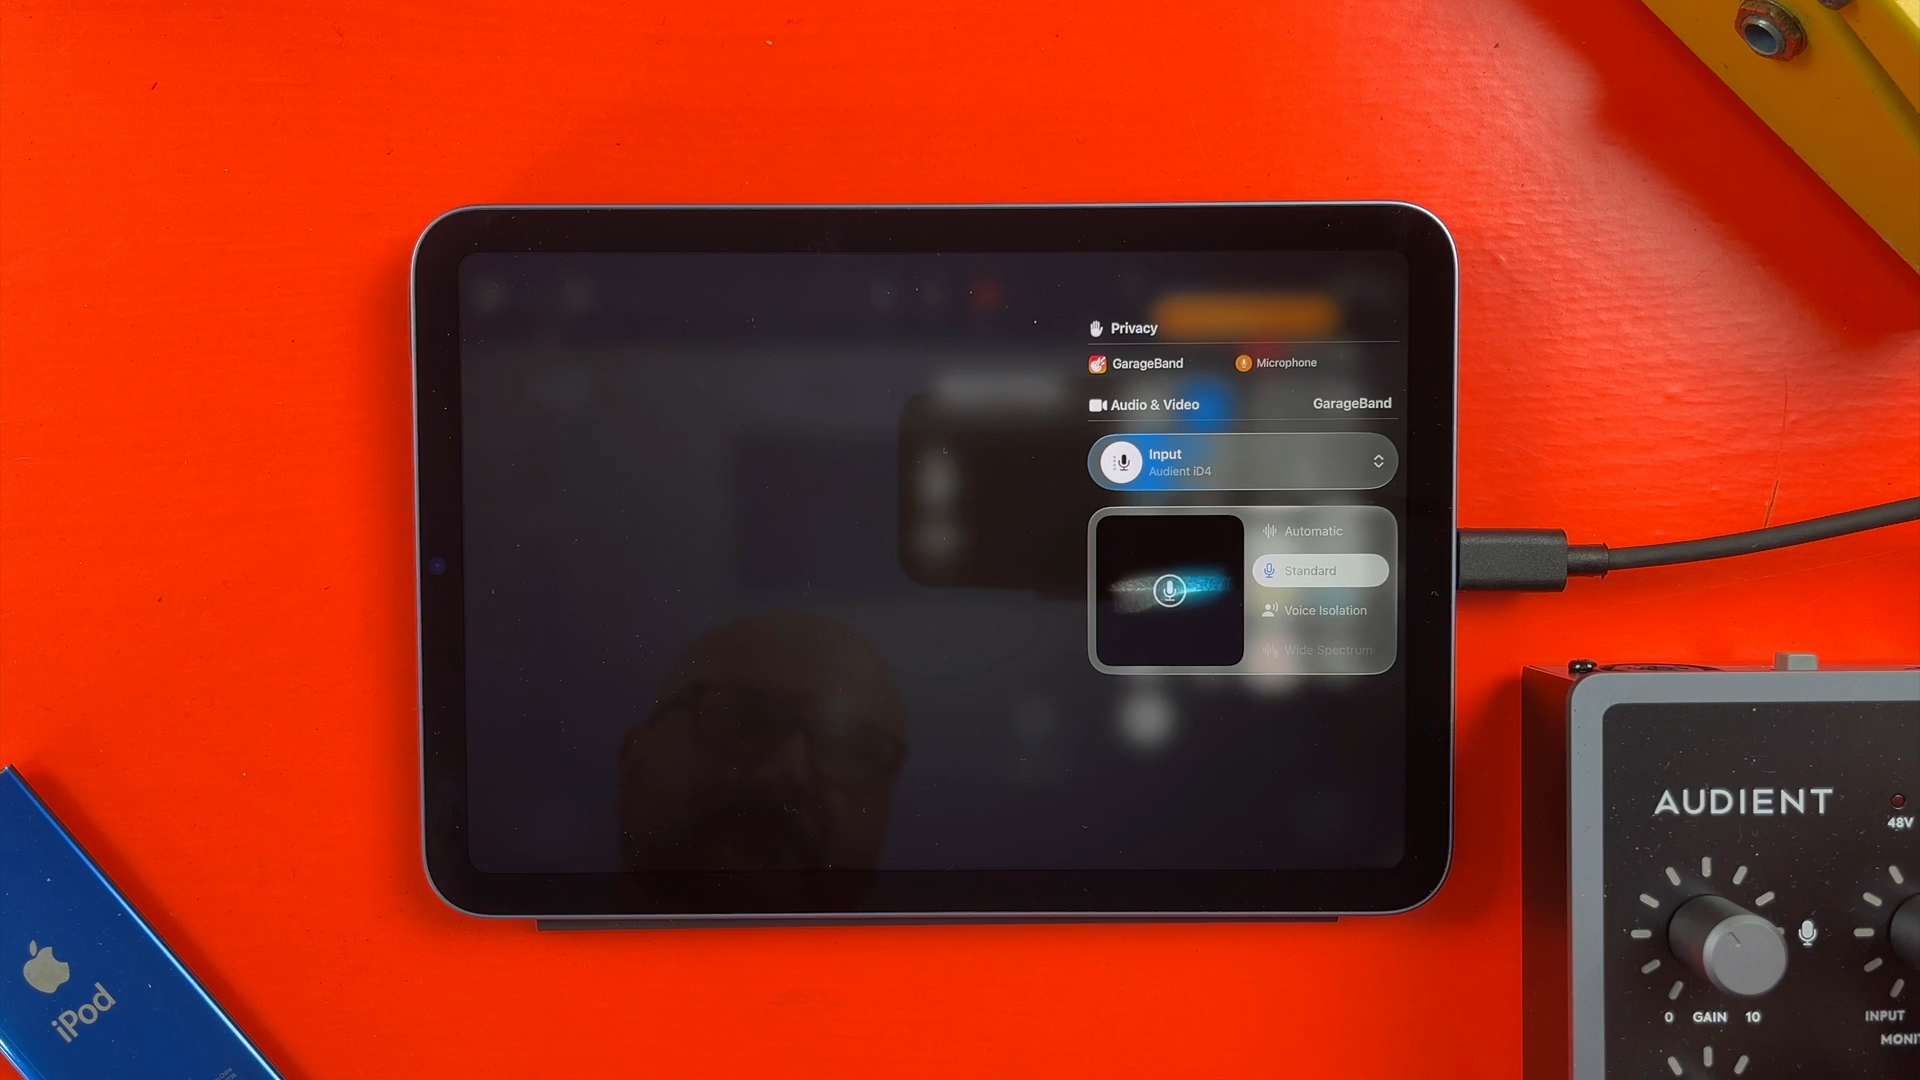 Privacy
GarageBand
Microphone
Audio & Video
GarageBand
Input
Audient iD4
Automatic
Standard
Voice Isolation
Wide Spectrum
AUDIENT
48V
0 GAIN 10
INPUT
iPod